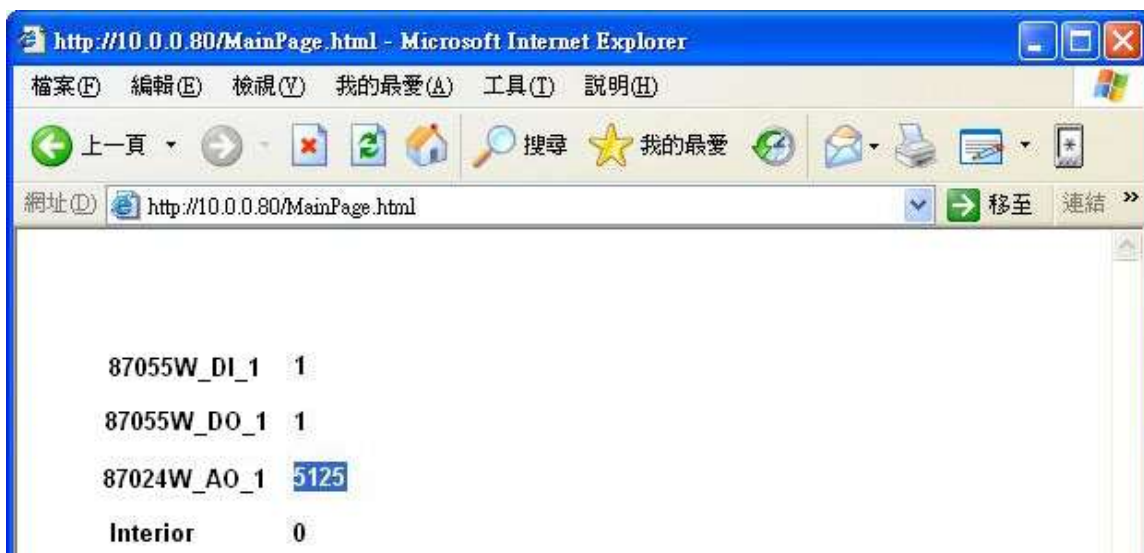 http://10.0.0.80/MainPage.html - Microsoft Internet Explorer
檔案(F) 編輯(E) 檢視(V) 我的最愛(A) 工具(T) 說明(H)
上一頁 搜尋 我的最愛
網址(D) http://10.0.0.80/MainPage.html 移至 連結 »
87055W_DI_1 1
87055W_DO_1 1
87024W_AO_1 5125
Interior 0